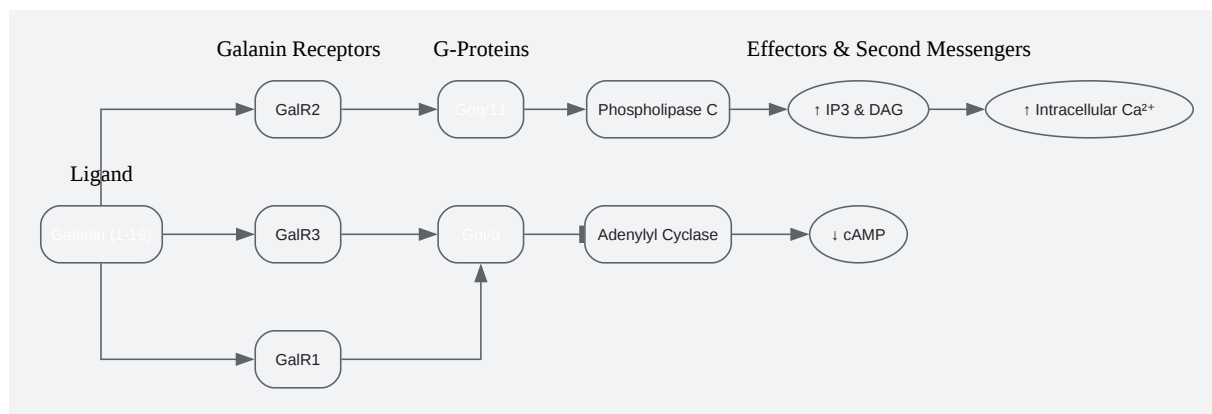 Galanin Receptors
G-Proteins
Effectors & Second Messengers
GalR2
Gαq/11
Phospholipase C
↑ IP3 & DAG
↑ Intracellular Ca²⁺
Ligand
Galanin (1-19)
GalR3
Gαi/o
Adenylyl Cyclase
↓ cAMP
GalR1